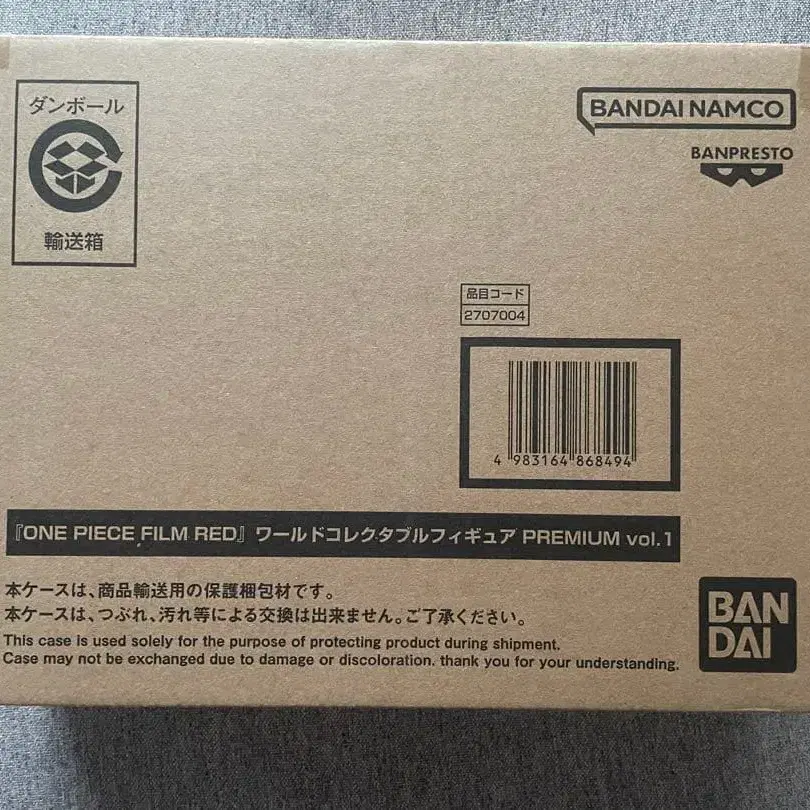 ダンボール
輸送箱
BANDAI NAMCO
BANPRESTO
品目コード
2707004
4 983164 868494
『ONE PIECE FILM RED』ワールドコレクタブルフィギュア PREMIUM vol.1
本ケースは、商品輸送用の保護梱包材です。
本ケースは、つぶれ、汚れ等による交換は出来ません。ご了承ください。
This case is used solely for the purpose of protecting product during shipment.
Case may not be exchanged due to damage or discoloration. thank you for your understanding.
BAN
DAI